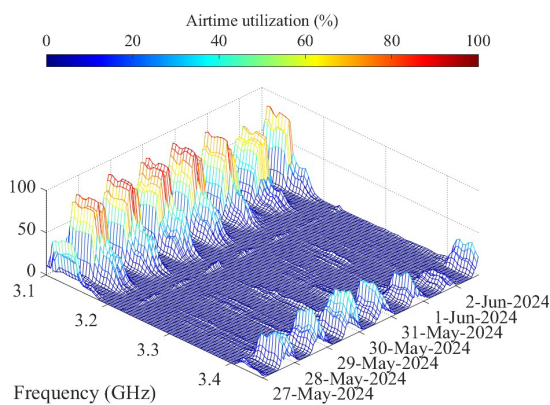 Airtime utilization (%)
0 20 40 60 80 100
100
50
0
3.1
3.2
3.3
3.4
2-Jun-2024
1-Jun-2024
31-May-2024
30-May-2024
29-May-2024
28-May-2024
27-May-2024
Frequency (GHz)